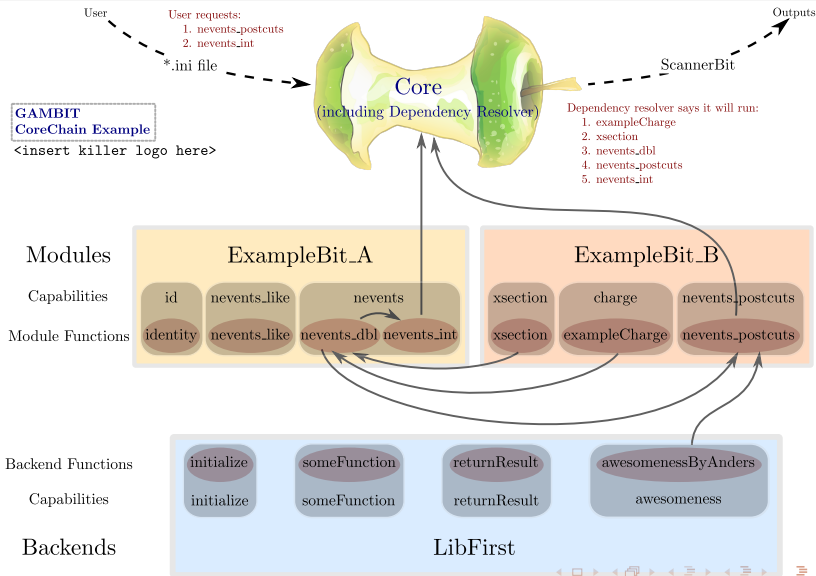 User
User requests:
1. nevents_postcuts
2. nevents_int
*.ini file
Core
(including Dependency Resolver)
Outputs
ScannerBit
GAMBIT
CoreChain Example
<insert killer logo here>
Dependency resolver says it will run:
1. exampleCharge
2. xsection
3. nevents_dbl
4. nevents_postcuts
5. nevents_int
Modules
ExampleBit_A
ExampleBit_B
Capabilities
id
nevents_like
nevents
xsection
charge
nevents_postcuts
Module Functions
identity
nevents_like
nevents_dbl
nevents_int
xsection
exampleCharge
nevents_postcuts
Backend Functions
initialize
someFunction
returnResult
awesomenessByAnders
Capabilities
initialize
someFunction
returnResult
awesomeness
Backends
LibFirst